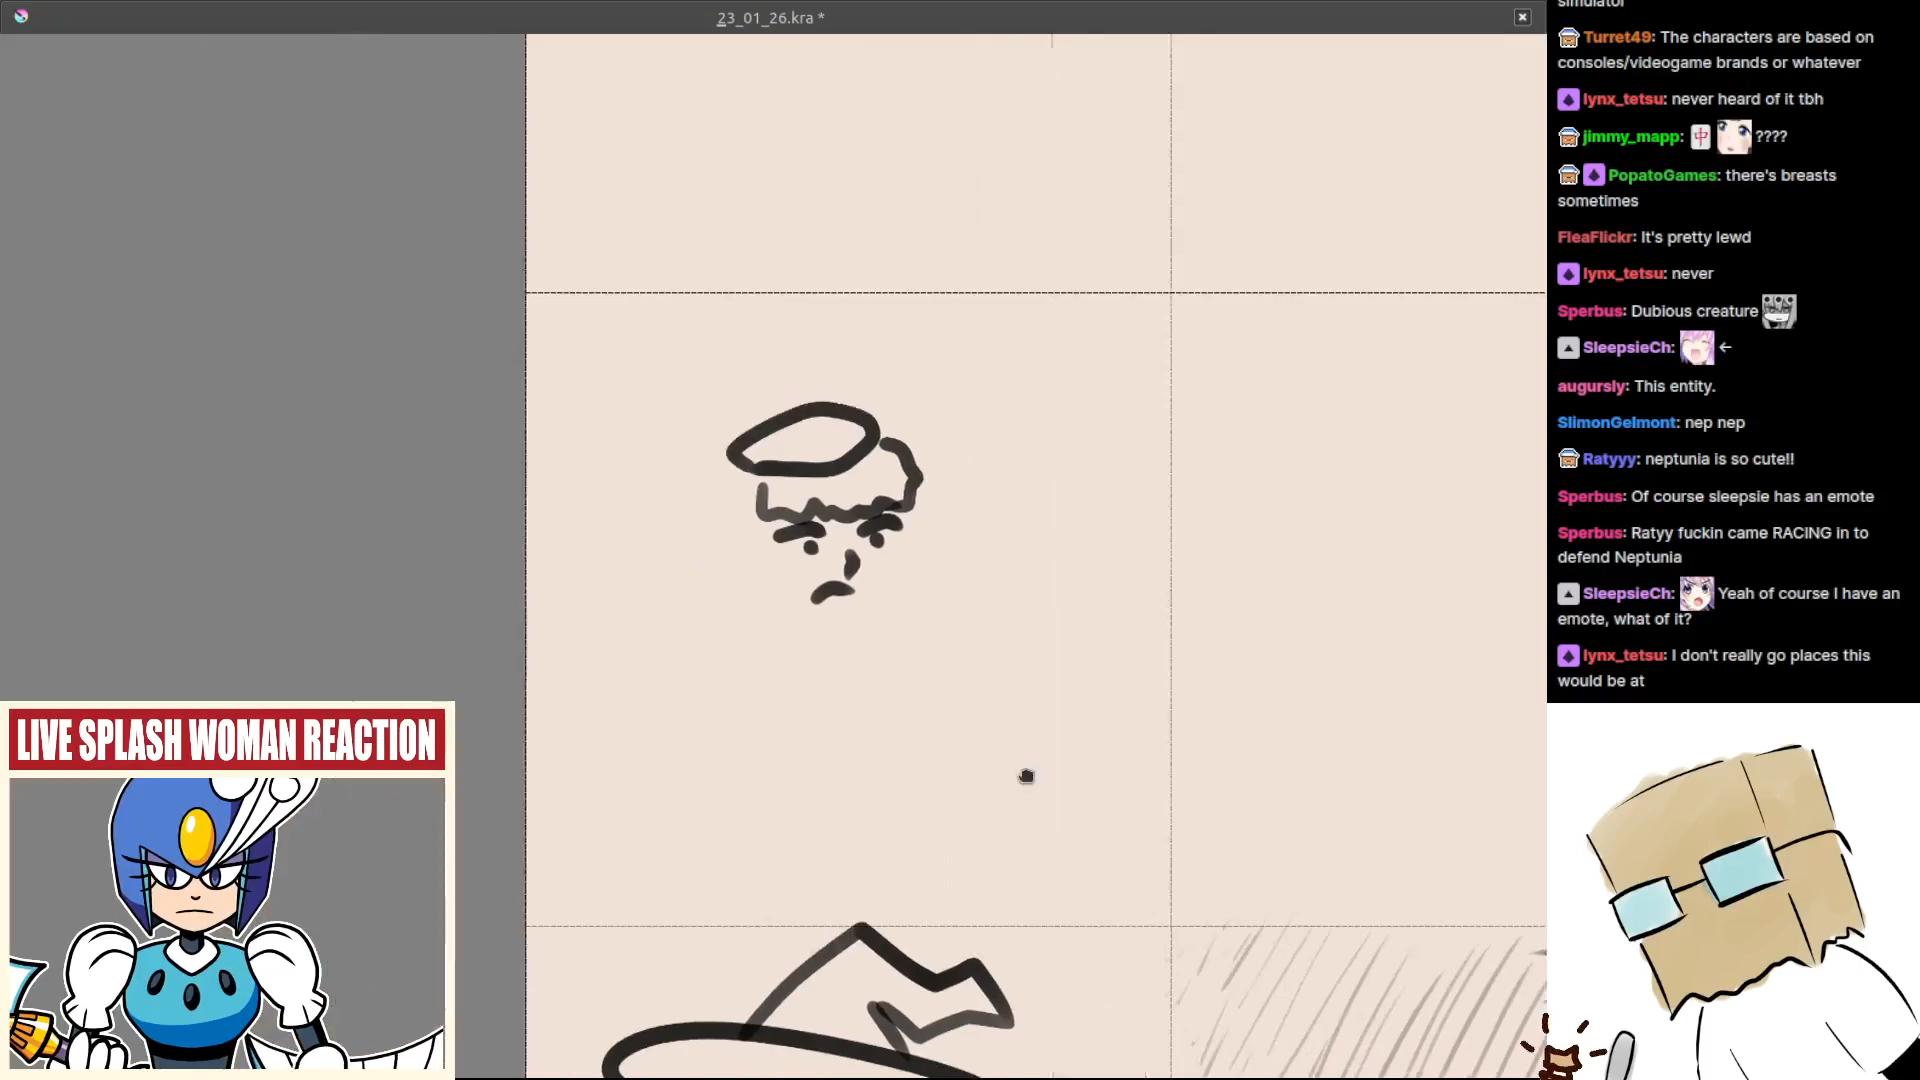 23_01_26.kra *
simulator
Turret49: The characters are based on
consoles/videogame brands or whatever
lynx_tetsu: never heard of it tbh
jimmy_mapp: 中 ????
PopatoGames: there's breasts
sometimes
FleaFlickr: It's pretty lewd
lynx_tetsu: never
Sperbus: Dubious creature
SleepsieCh: ←
augursly: This entity.
SlimonGelmont: nep nep
Ratyyy: neptunia is so cute!!
Sperbus: Of course sleepsie has an emote
Sperbus: Ratyy fuckin came RACING in to
defend Neptunia
SleepsieCh: Yeah of course I have an
emote, what of it?
lynx_tetsu: I don't really go places this
would be at
LIVE SPLASH WOMAN REACTION